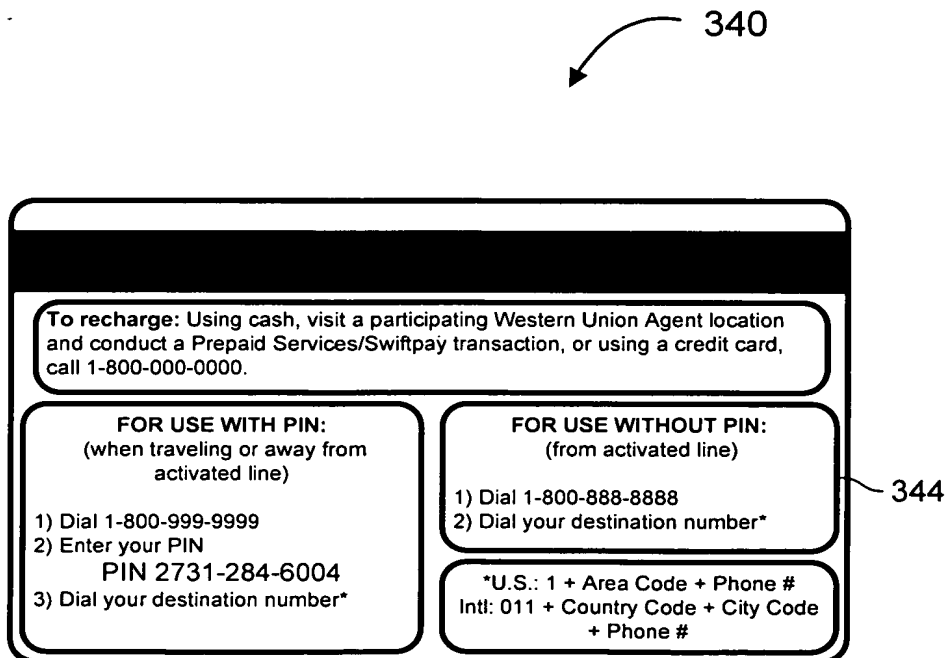 340
To recharge: Using cash, visit a participating Western Union Agent location
and conduct a Prepaid Services/Swiftpay transaction, or using a credit card,
call 1-800-000-0000.
FOR USE WITH PIN:
(when traveling or away from
activated line)
1) Dial 1-800-999-9999
2) Enter your PIN
PIN 2731-284-6004
3) Dial your destination number*
FOR USE WITHOUT PIN:
(from activated line)
1) Dial 1-800-888-8888
2) Dial your destination number*
344
*U.S.: 1 + Area Code + Phone #
Intl: 011 + Country Code + City Code
+ Phone #